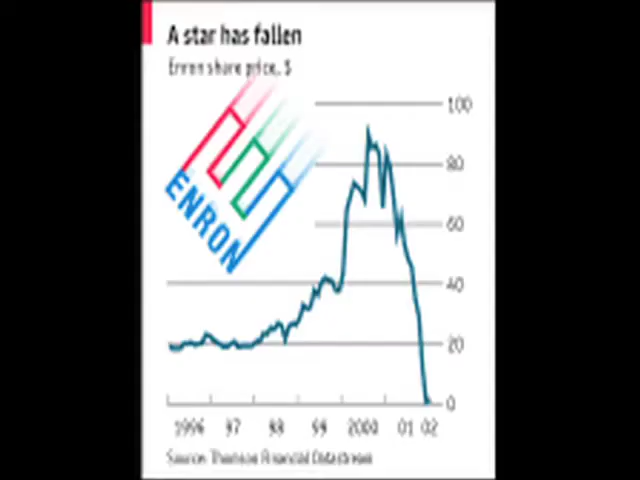 A star has fallen
Enron share price, $
ENRON
100
80
60
40
20
0
1996 97 98 99 2000 01 02
Source: Thomson Financial Datastream